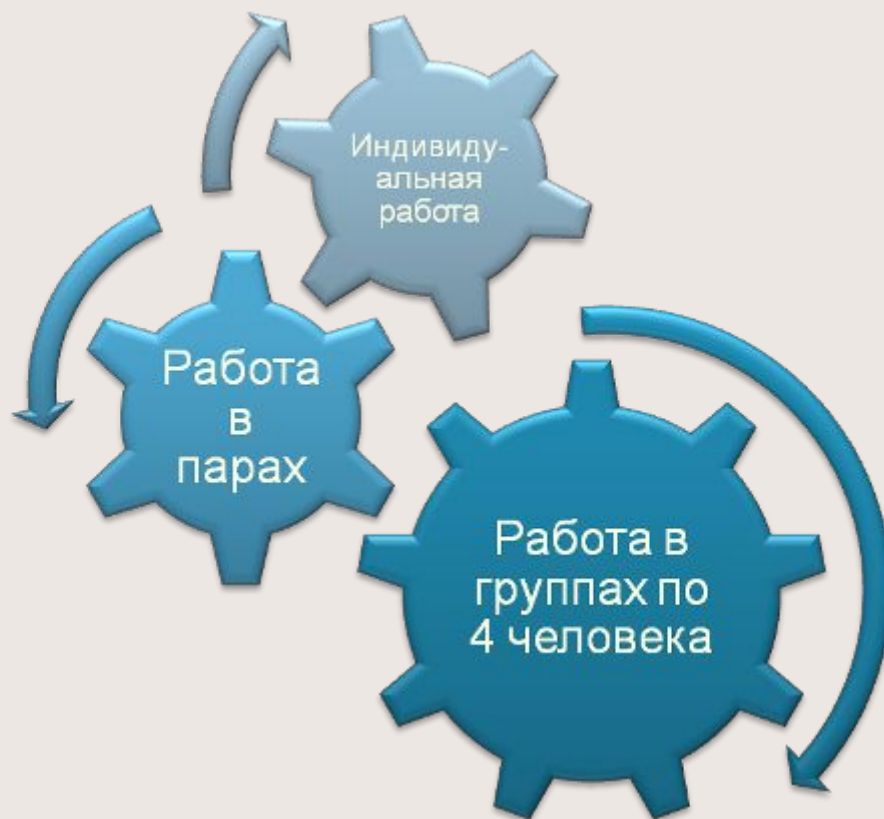 Индивиду-
альная
работа
Работа
в
парах
Работа в
группах по
4 человека